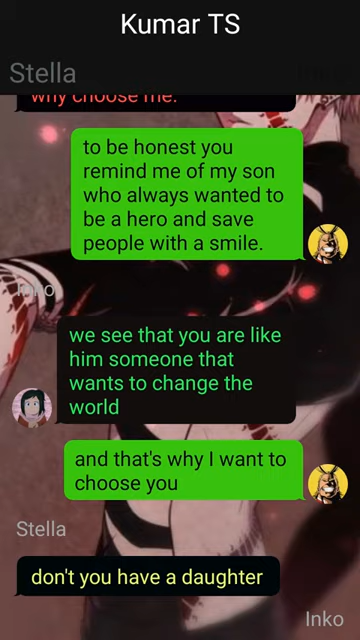 Kumar TS
Stella
why choose me.
to be honest you
remind me of my son
who always wanted to
be a hero and save
people with a smile.
Inko
we see that you are like
him someone that
wants to change the
world
and that's why I want to
choose you
Stella
don't you have a daughter
Inko